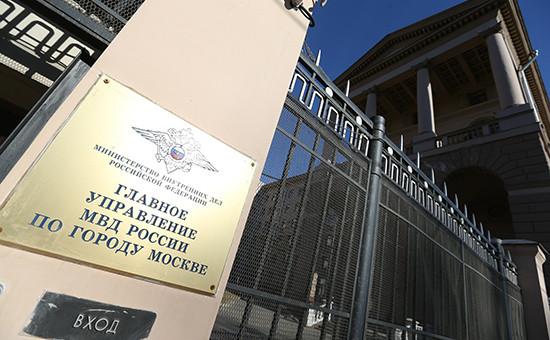 МИНИСТЕРСТВО ВНУТРЕННИХ ДЕЛ
РОССИЙСКОЙ ФЕДЕРАЦИИ
ГЛАВНОЕ
УПРАВЛЕНИЕ
МВД РОССИИ
ПО ГОРОДУ МОСКВЕ
ВХОД